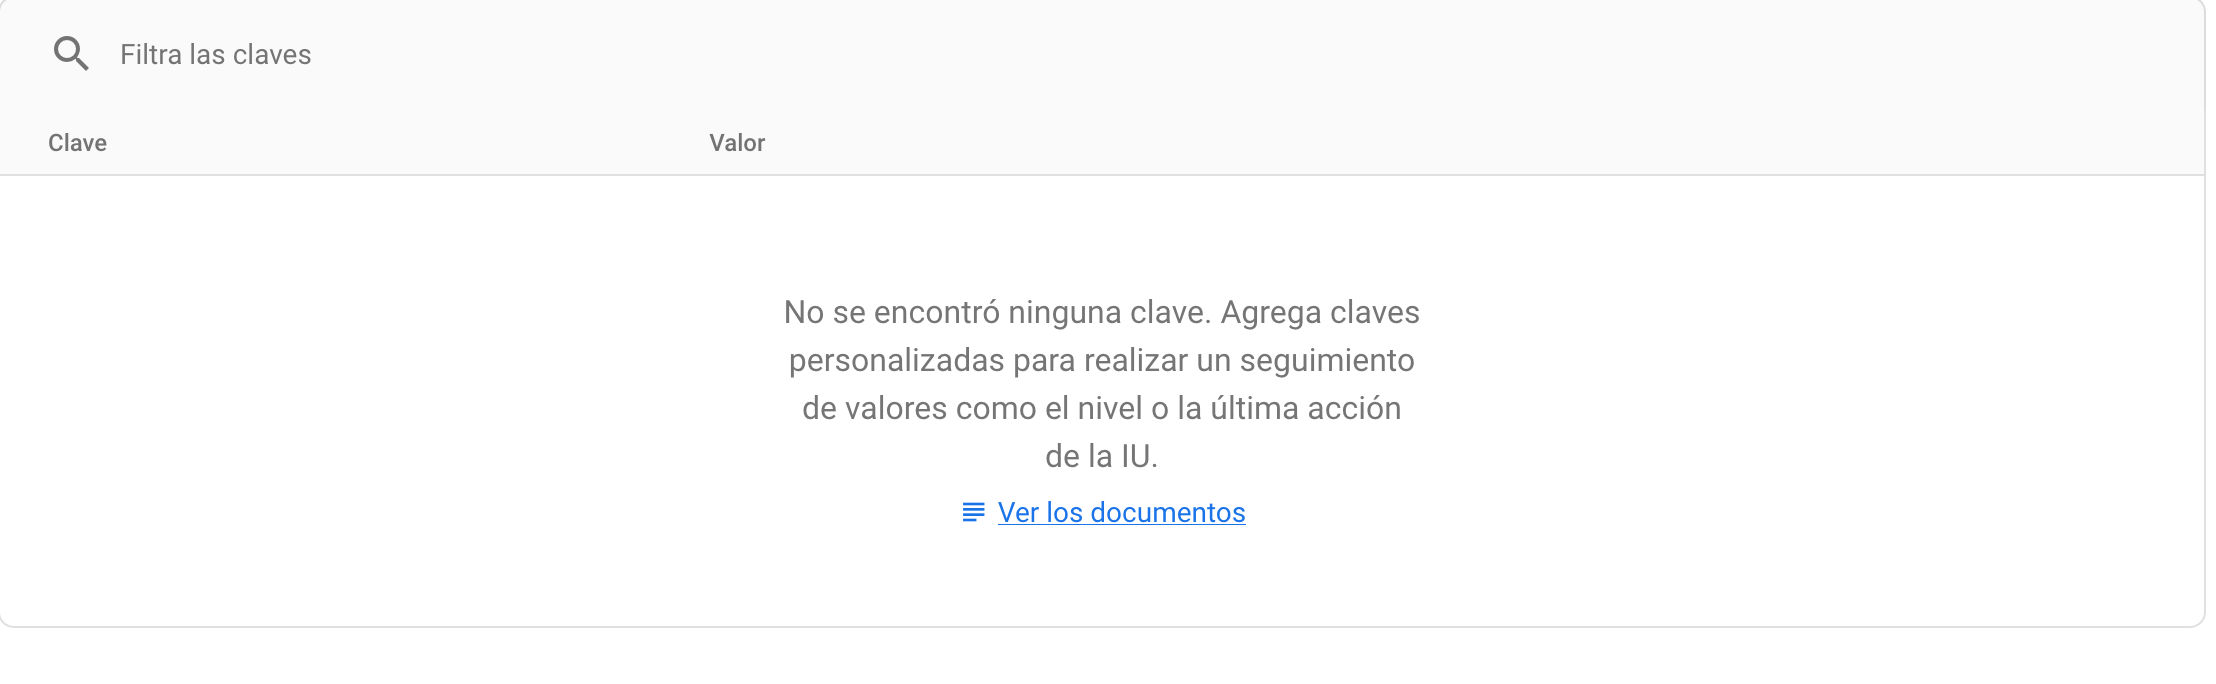 Filtra las claves
Clave Valor
No se encontró ninguna clave. Agrega claves
personalizadas para realizar un seguimiento
de valores como el nivel o la última acción
de la IU.
Ver los documentos